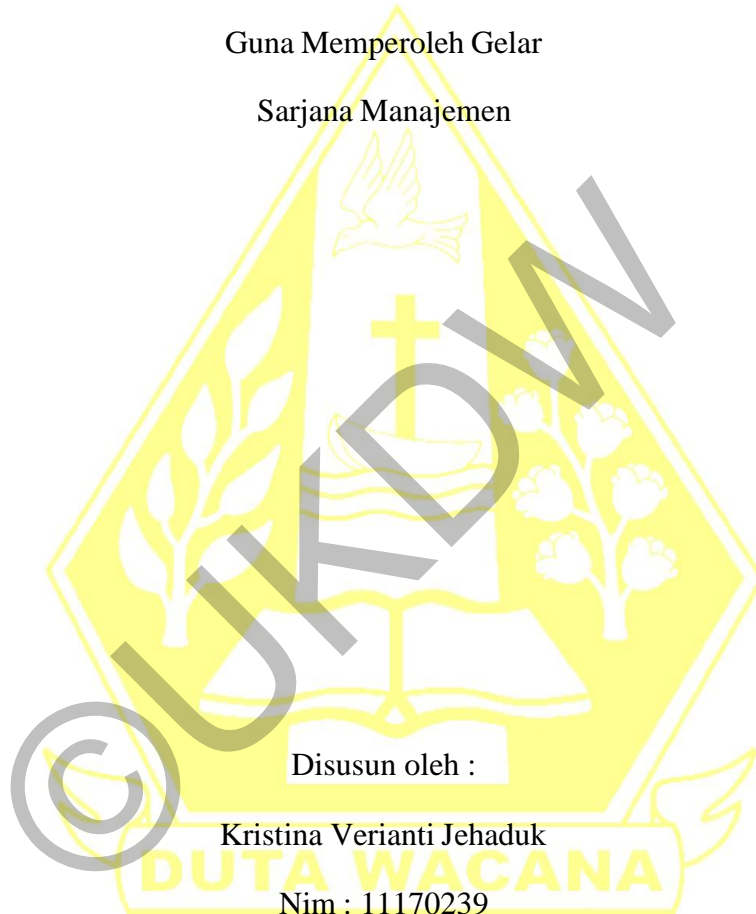 Guna Memperoleh Gelar
Sarjana Manajemen
©UKDW
Disusun oleh :
Kristina Verianti Jehaduk
DUTA WACANA
Nim : 11170239